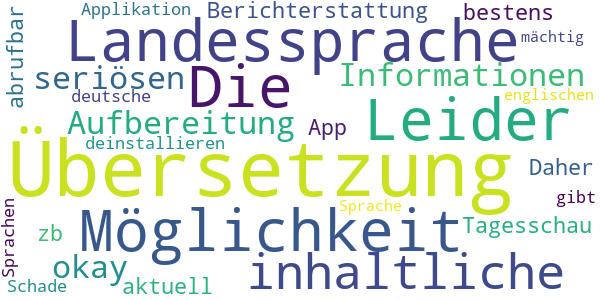 Applikation Berichterstattung bestens
abrufbar Landessprache mächtig
seriösen Die Informationen
deutsche englischen
Aufbereitung App Leider
deinstallieren
Übersetzung Daher
Sprachen Möglichkeit Sprache gibt
zb Tagesschau
okay inhaltliche
Schade aktuell